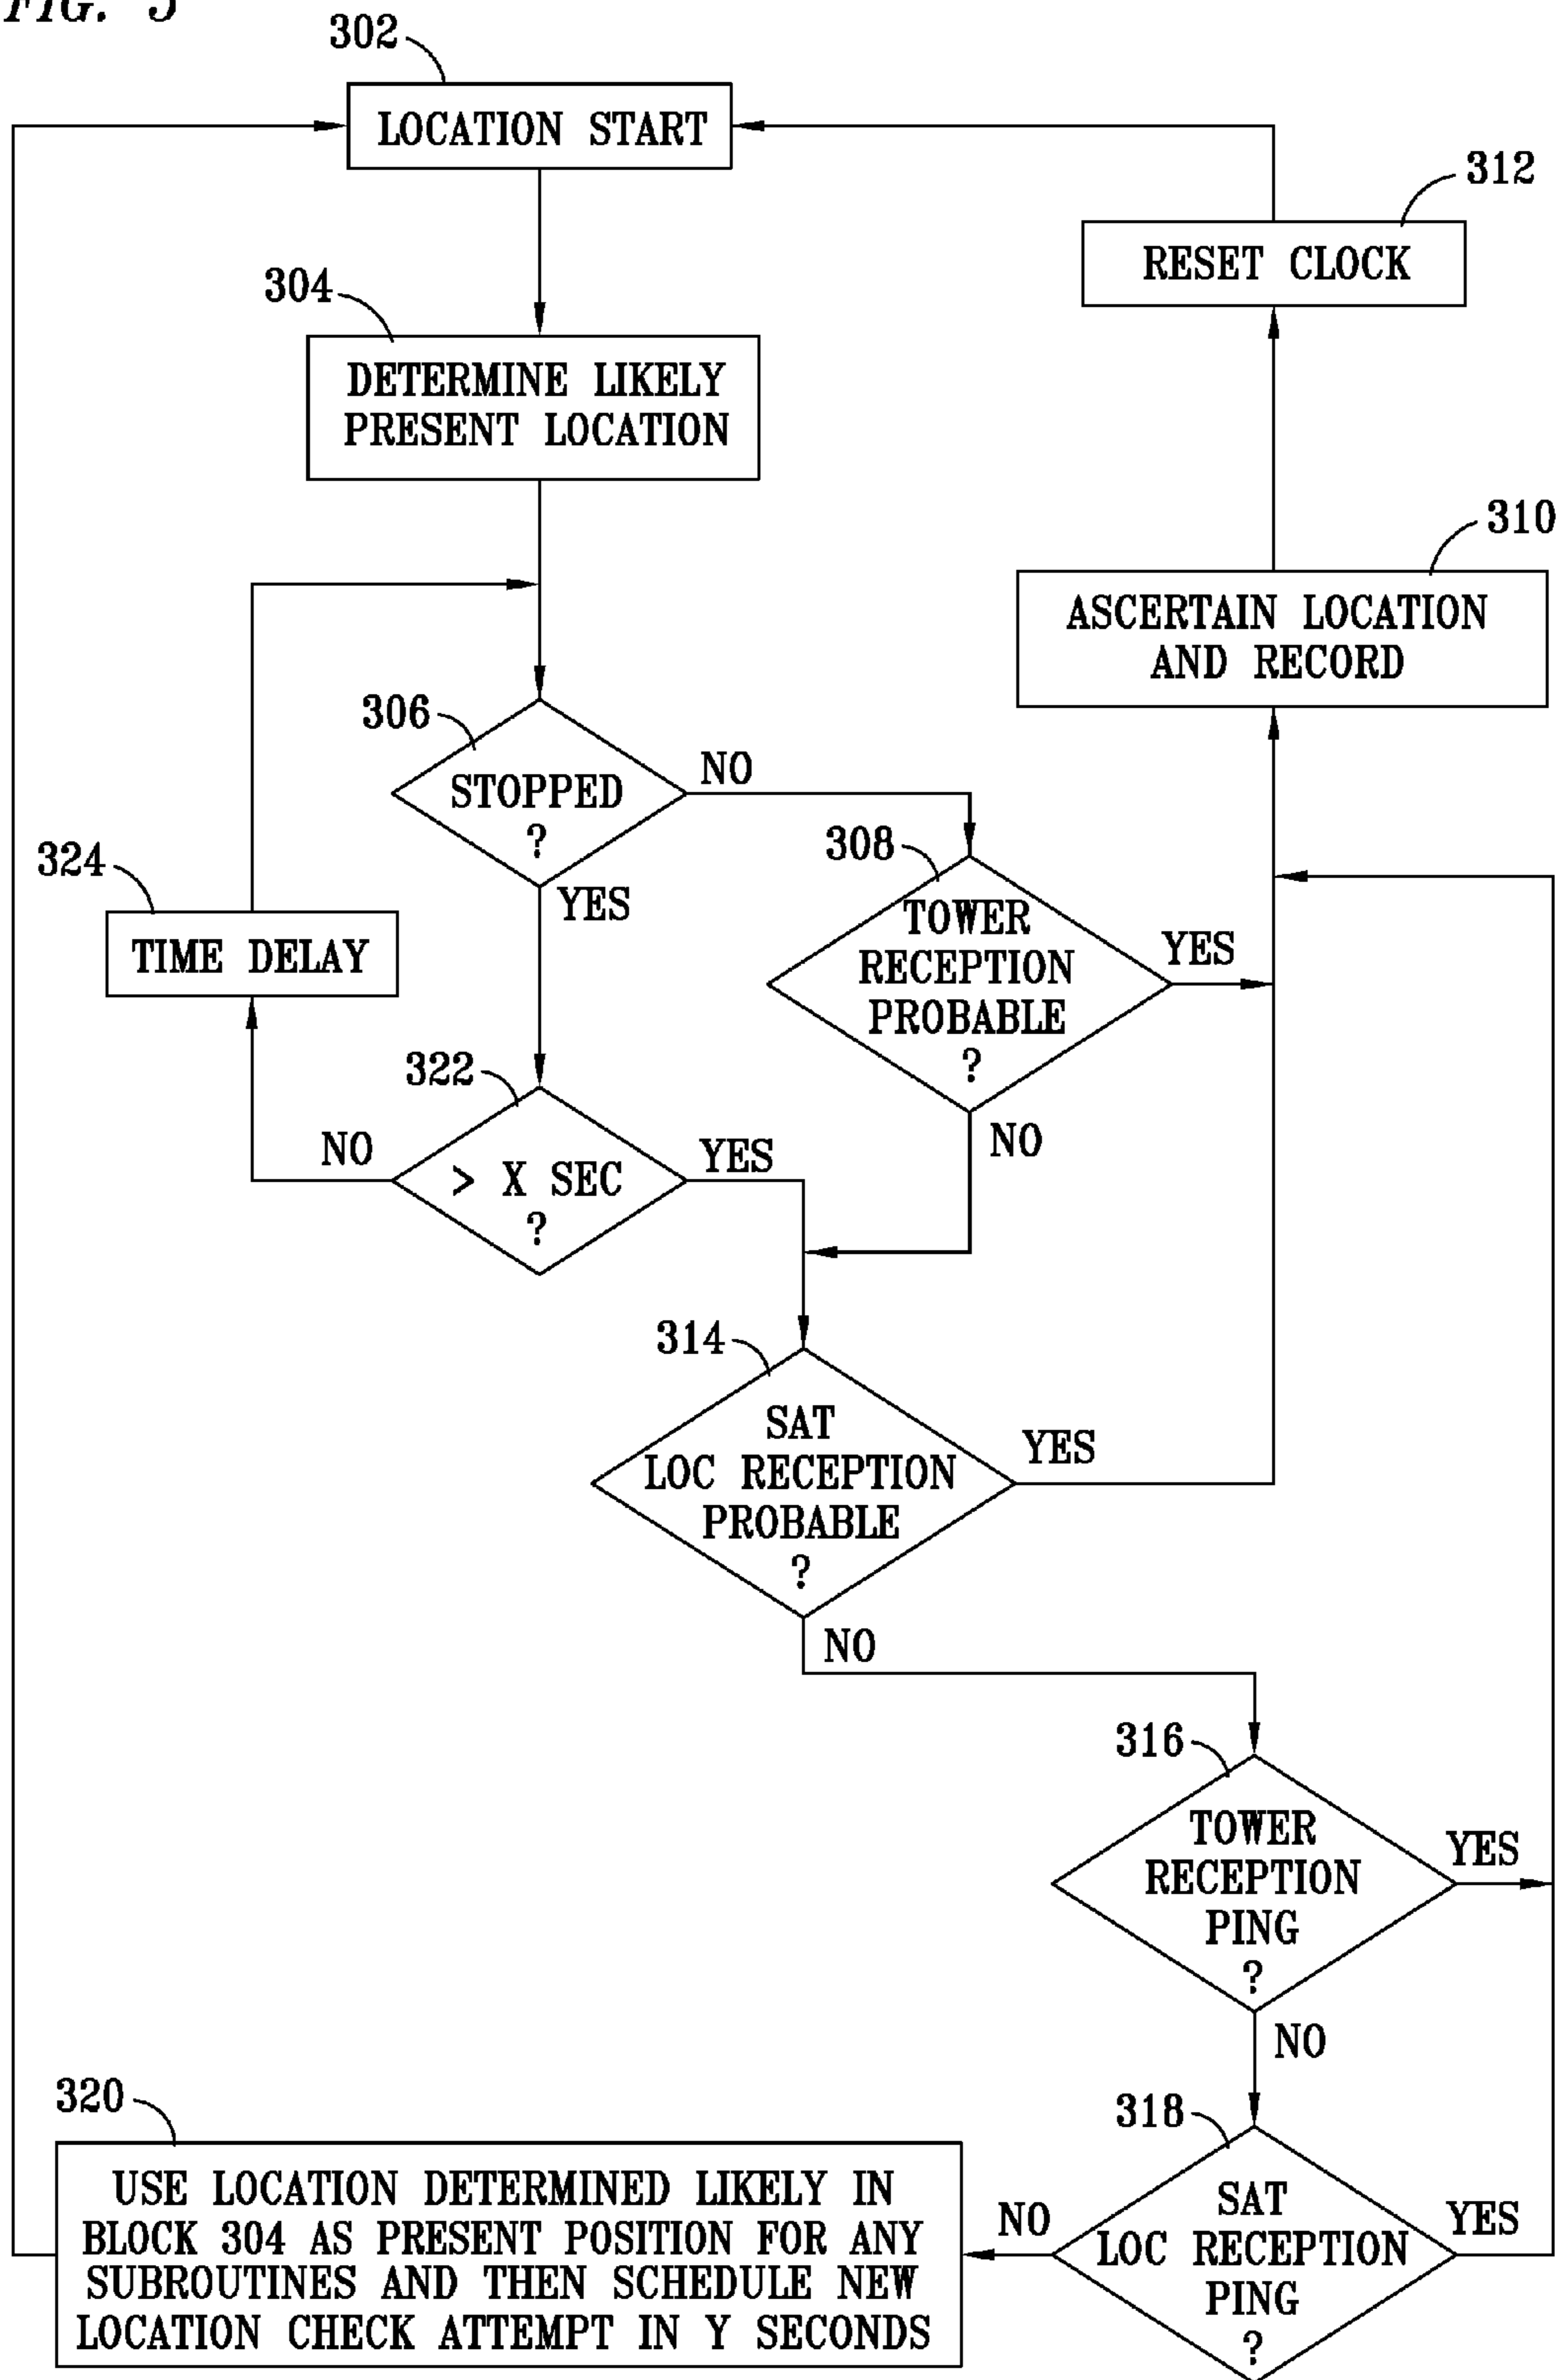 FIG. 3
302
LOCATION START
312
RESET CLOCK
304
DETERMINE LIKELY
PRESENT LOCATION
310
ASCERTAIN LOCATION
AND RECORD
306
STOPPED
?
NO
YES
308
TOWER
RECEPTION
PROBABLE
?
YES
NO
324
TIME DELAY
322
> X SEC
?
NO
YES
314
SAT
LOC RECEPTION
PROBABLE
?
YES
NO
316
TOWER
RECEPTION
PING
?
YES
NO
318
SAT
LOC RECEPTION
PING
?
YES
NO
320
USE LOCATION DETERMINED LIKELY IN
BLOCK 304 AS PRESENT POSITION FOR ANY
SUBROUTINES AND THEN SCHEDULE NEW
LOCATION CHECK ATTEMPT IN Y SECONDS